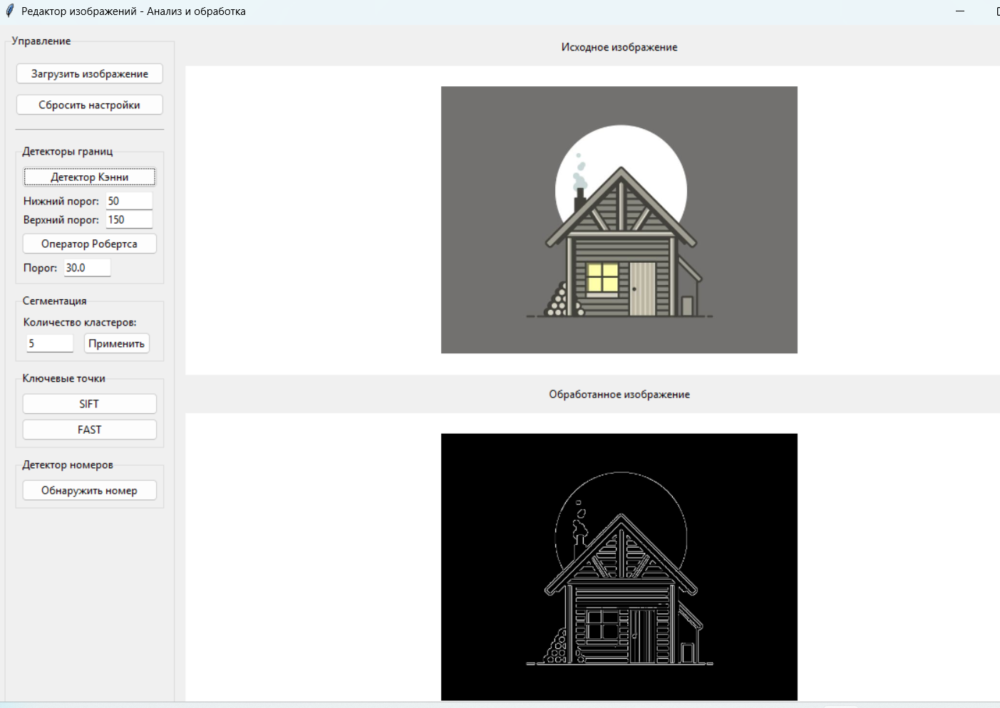 Редактор изображений - Анализ и обработка
Управление
Загрузить изображение
Сбросить настройки
Детекторы границ
Детектор Кэнни
Нижний порог: 50
Верхний порог: 150
Оператор Робертса
Порог: 30.0
Сегментация
Количество кластеров:
5 Применить
Ключевые точки
SIFT
FAST
Детектор номеров
Обнаружить номер
Исходное изображение
Обработанное изображение